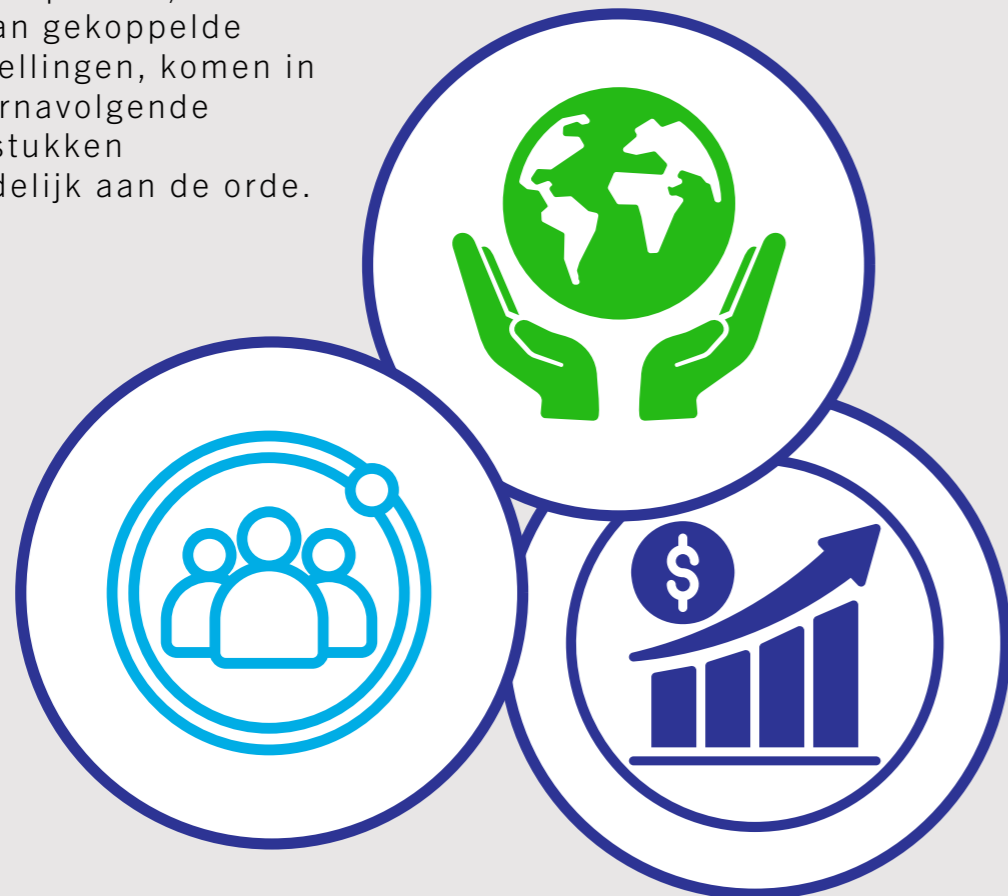 an gekoppelde
ellingen, komen in
rnavolgende
stukken
delijk aan de orde.
$